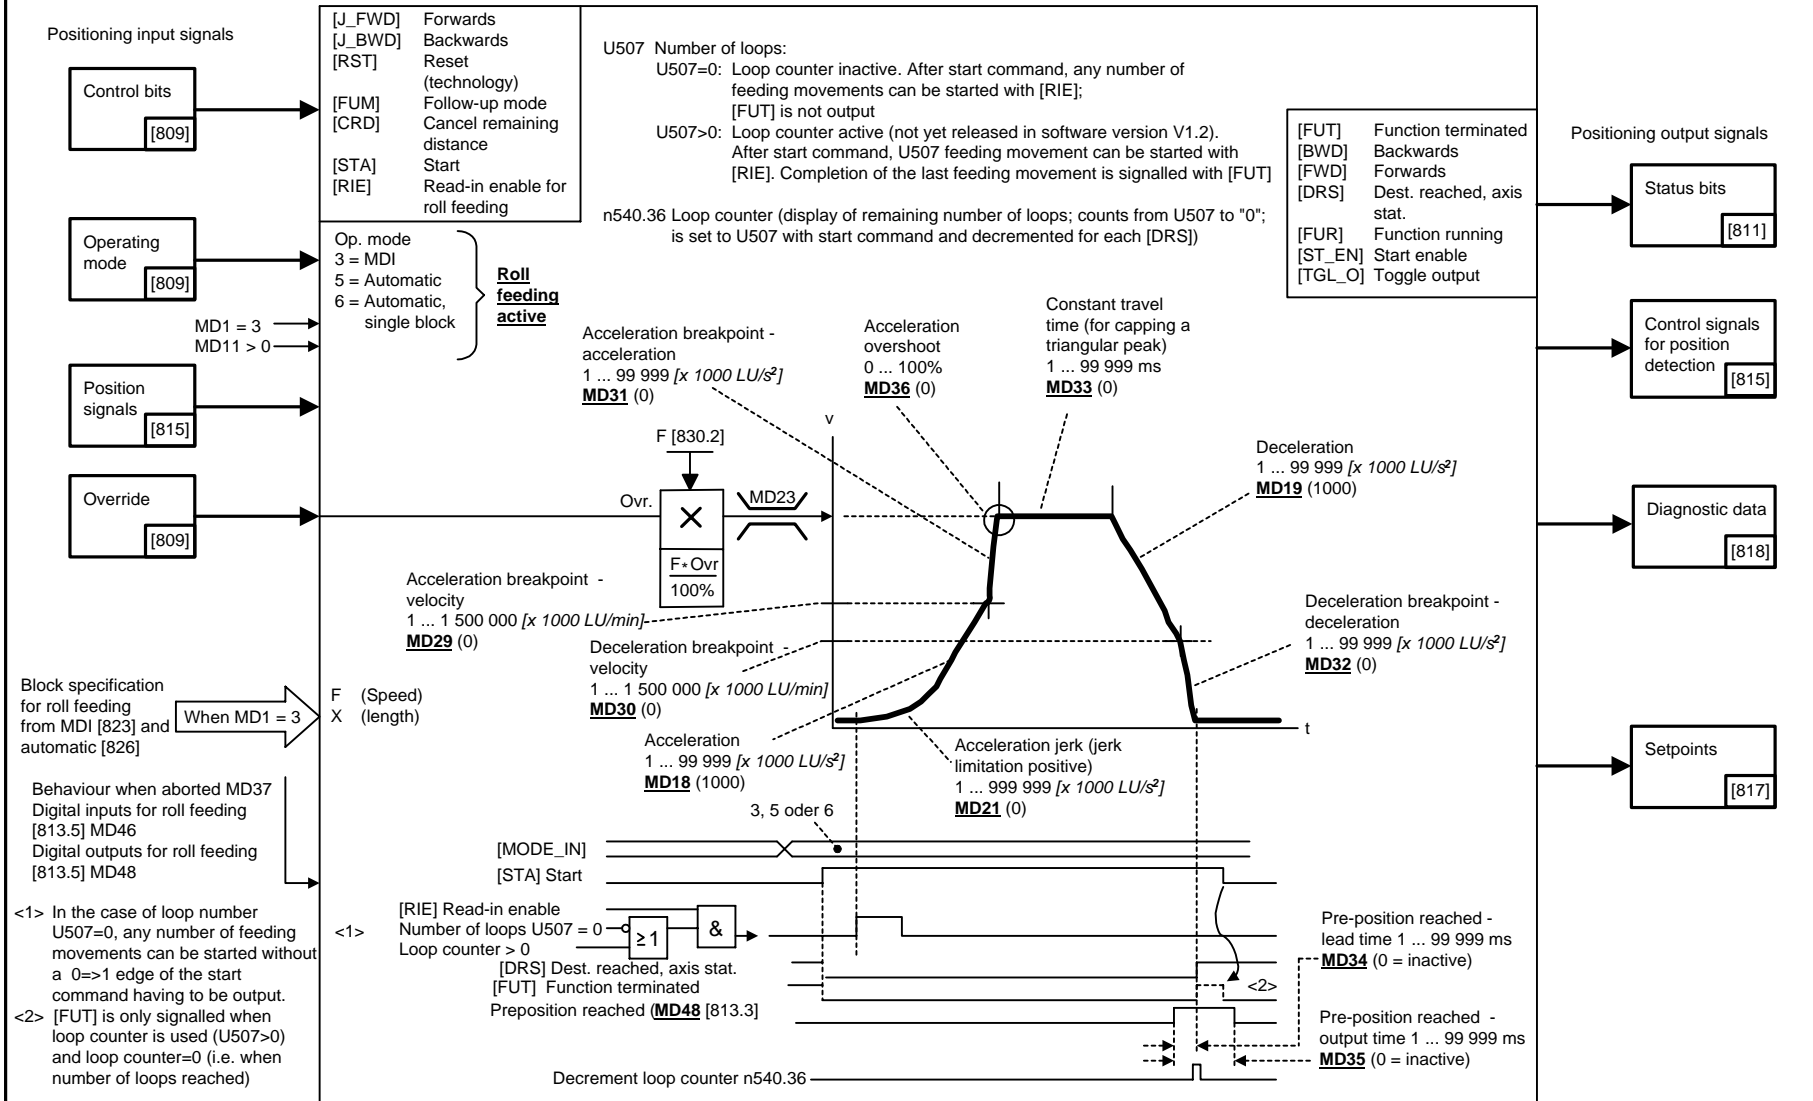 Positioning input signals
Control bits
[809]
Operating
mode
[809]
MD1 = 3
MD11 > 0
Position
signals
[815]
Override
[809]
Block specification
for roll feeding
from MDI [823] and
automatic [826]
When MD1 = 3
Behaviour when aborted MD37
Digital inputs for roll feeding
[813.5] MD46
Digital outputs for roll feeding
[813.5] MD48
<1> In the case of loop number
U507=0, any number of feeding
movements can be started without
a 0=>1 edge of the start
command having to be output.
<2> [FUT] is only signalled when
loop counter is used (U507>0)
and loop counter=0 (i.e. when
number of loops reached)
[J_FWD] Forwards
[J_BWD] Backwards
[RST] Reset
(technology)
[FUM] Follow-up mode
[CRD] Cancel remaining
distance
[STA] Start
[RIE] Read-in enable for
roll feeding
Op. mode
3 = MDI
5 = Automatic
6 = Automatic,
single block
Roll
feeding
active
U507 Number of loops:
U507=0: Loop counter inactive. After start command, any number of
feeding movements can be started with [RIE];
[FUT] is not output
U507>0: Loop counter active (not yet released in software version V1.2).
After start command, U507 feeding movement can be started with
[RIE]. Completion of the last feeding movement is signalled with [FUT]
n540.36 Loop counter (display of remaining number of loops; counts from U507 to "0";
is set to U507 with start command and decremented for each [DRS])
[FUT] Function terminated
[BWD] Backwards
[FWD] Forwards
[DRS] Dest. reached, axis
stat.
[FUR] Function running
[ST_EN] Start enable
[TGL_O] Toggle output
Positioning output signals
Status bits
[811]
Control signals
for position
detection
[815]
Diagnostic data
[818]
Setpoints
[817]
Acceleration breakpoint -
acceleration
1 ... 99 999 [x 1000 LU/s²]
MD31 (0)
Acceleration
overshoot
0 ... 100%
MD36 (0)
Constant travel
time (for capping a
triangular peak)
1 ... 99 999 ms
MD33 (0)
Deceleration
1 ... 99 999 [x 1000 LU/s²]
MD19 (1000)
F [830.2]
v
Ovr.
×
MD23
F*Ovr
100%
Acceleration breakpoint -
velocity
1 ... 1 500 000 [x 1000 LU/min]
MD29 (0)
Deceleration breakpoint -
velocity
1 ... 1 500 000 [x 1000 LU/min]
MD30 (0)
Deceleration breakpoint -
deceleration
1 ... 99 999 [x 1000 LU/s²]
MD32 (0)
F (Speed)
X (length)
t
Acceleration
1 ... 99 999 [x 1000 LU/s²]
MD18 (1000)
Acceleration jerk (jerk
limitation positive)
1 ... 999 999 [x 1000 LU/s²]
MD21 (0)
3, 5 oder 6
[MODE_IN]
[STA] Start
<1>
[RIE] Read-in enable
Number of loops U507 = 0
Loop counter > 0
≥1
&
[DRS] Dest. reached, axis stat.
[FUT] Function terminated
<2>
Preposition reached (MD48 [813.3]
Decrement loop counter n540.36
Pre-position reached -
lead time 1 ... 99 999 ms
MD34 (0 = inactive)
Pre-position reached -
output time 1 ... 99 999 ms
MD35 (0 = inactive)